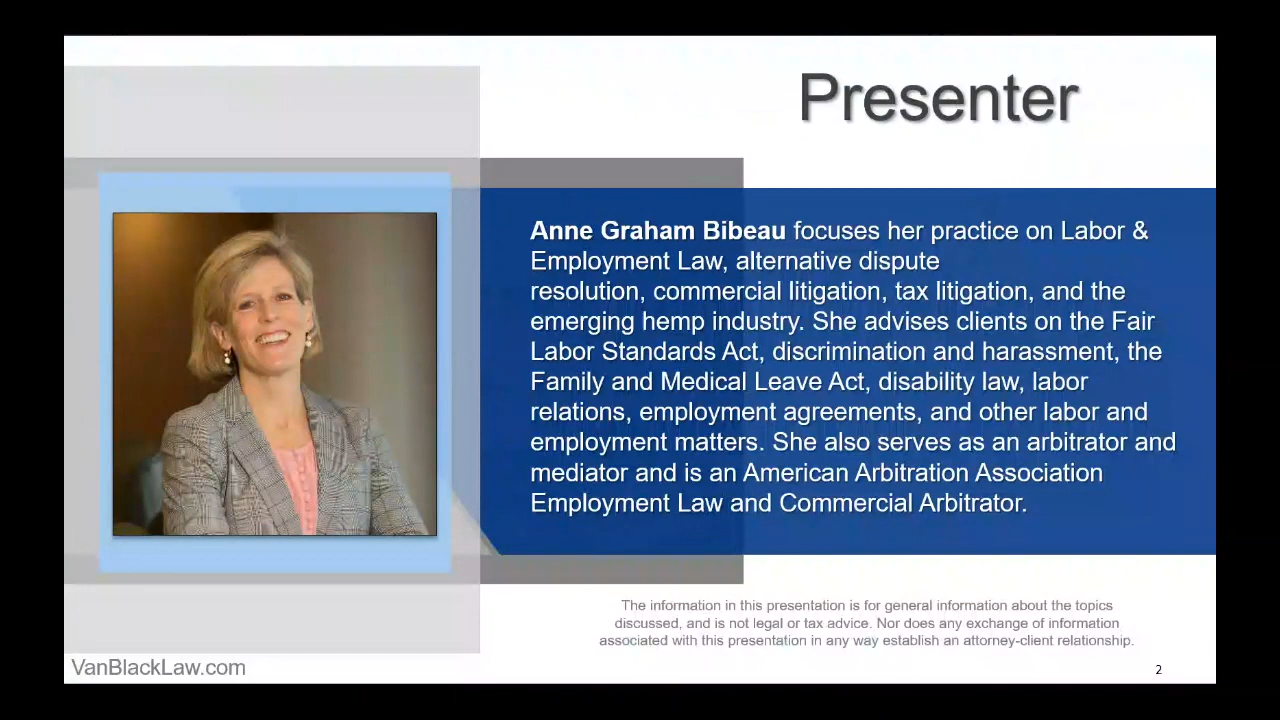 Presenter
Anne Graham Bibeau focuses her practice on Labor &
Employment Law, alternative dispute
resolution, commercial litigation, tax litigation, and the
emerging hemp industry. She advises clients on the Fair
Labor Standards Act, discrimination and harassment, the
Family and Medical Leave Act, disability law, labor
relations, employment agreements, and other labor and
employment matters. She also serves as an arbitrator and
mediator and is an American Arbitration Association
Employment Law and Commercial Arbitrator.
The information in this presentation is for general information about the topics
discussed, and is not legal or tax advice. Nor does any exchange of information
associated with this presentation in any way establish an attorney-client relationship.
VanBlackLaw.com
2